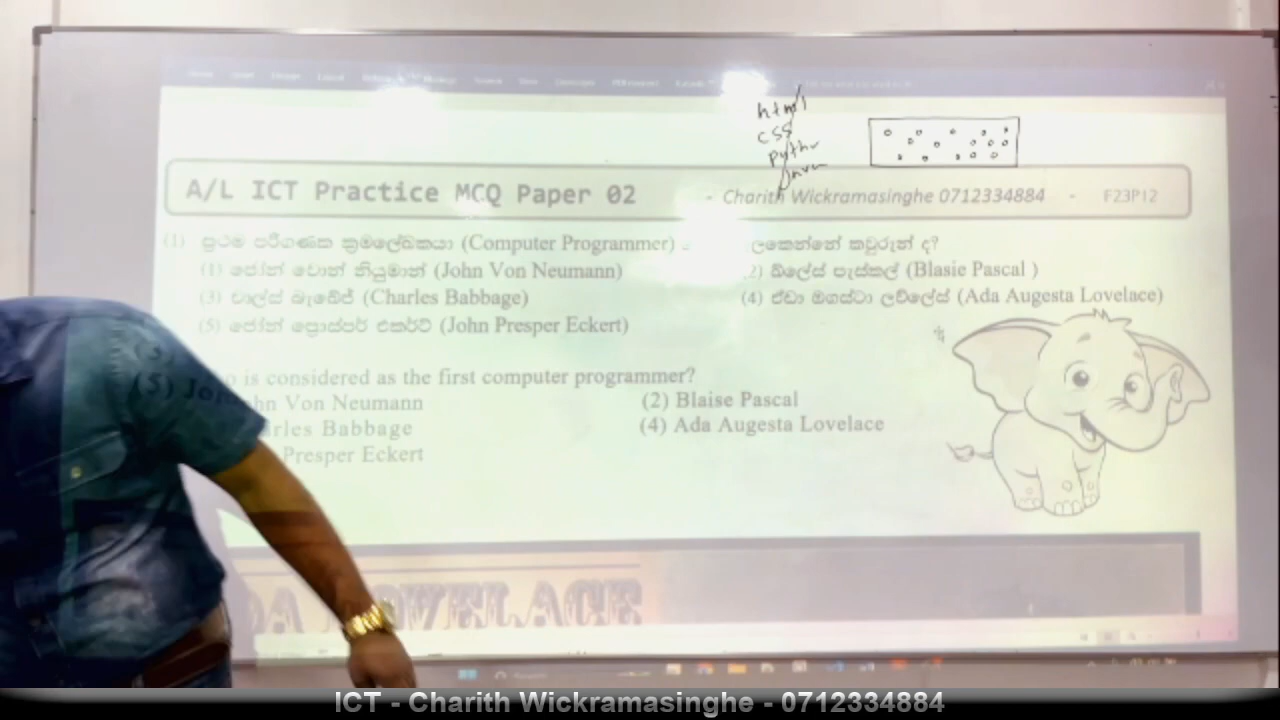 html
css
Java
A/L ICT Practice MCQ Paper 02 - Charith Wickramasinghe 0712334884 - F23P12
(1) ප්‍රථම පරිගණක ක්‍රමලේඛකයා (Computer Programmer) ලෙකෙන්නේ කවුරුන් ද?
(1) ජෝන් වොන් නියුමාන් (John Von Neumann) 2) බ්ලේස් පැස්කල් (Blasie Pascal )
(3) චාල්ස් බැබේජ් (Charles Babbage) (4) ඒඩා ඔගස්ටා ලව්ලේස් (Ada Augesta Lovelace)
(5) ජෝන් ප්‍රොස්පර් එකර්ට් (John Presper Eckert)
is considered as the first computer programmer?
hn Von Neumann (2) Blaise Pascal
rles Babbage (4) Ada Augesta Lovelace
(5) Presper Eckert
DA LOVELACE
ICT - Charith Wickramasinghe - 0712334884